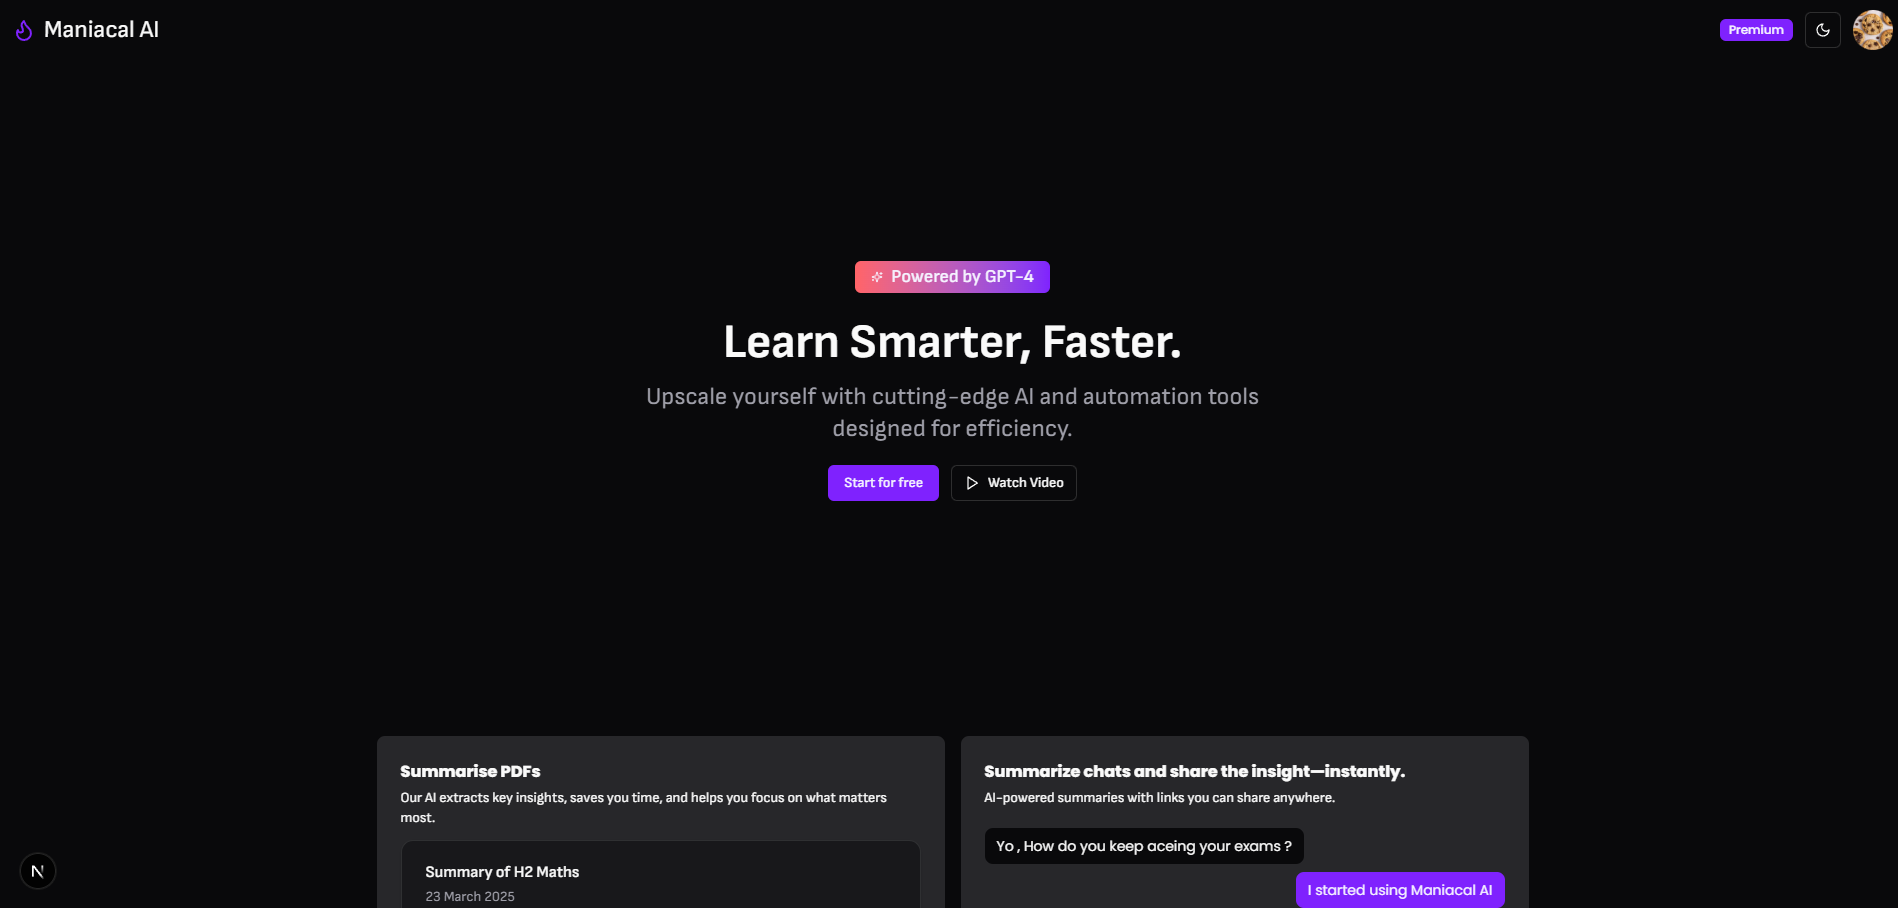 Maniacal AI
Premium
Powered by GPT-4
Learn Smarter, Faster.
Upscale yourself with cutting-edge AI and automation tools
designed for efficiency.
Start for free
Watch Video
Summarise PDFs
Our AI extracts key insights, saves you time, and helps you focus on what matters
most.
Summary of H2 Maths
23 March 2025
Summarize chats and share the insight—instantly.
AI-powered summaries with links you can share anywhere.
Yo , How do you keep aceing your exams ?
I started using Maniacal AI
N